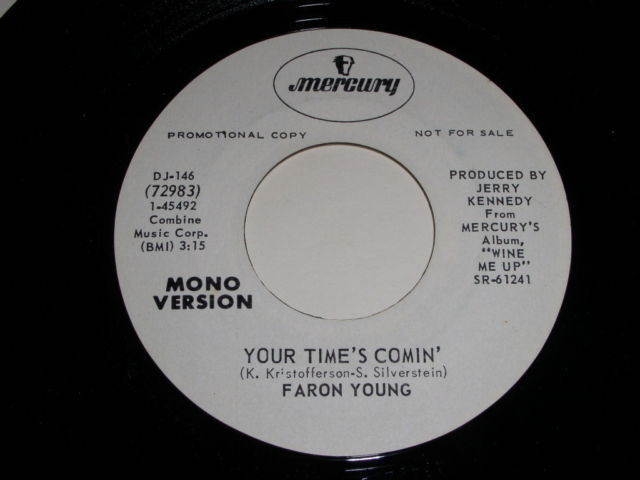 mercury
PROMOTIONAL COPY
NOT FOR SALE
DJ-146
(72983)
1-45492
Combine
Music Corp.
(BMI) 3:15
MONO
VERSION
PRODUCED BY
JERRY
KENNEDY
From
MERCURY'S
Album,
"WINE
ME UP"
SR-61241
YOUR TIME'S COMIN'
(K. Kristofferson-S. Silverstein)
FARON YOUNG